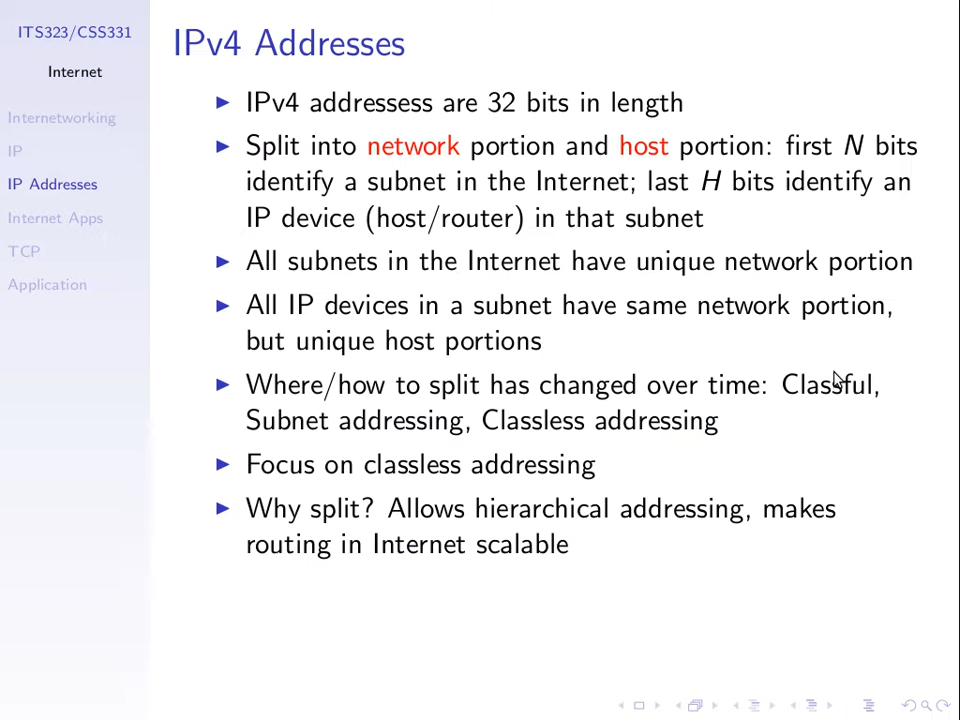 ITS323/CSS331
Internet
Internetworking
IP
IP Addresses
Internet Apps
TCP
Application
IPv4 Addresses
IPv4 addressess are 32 bits in length
Split into network portion and host portion: first N bits
identify a subnet in the Internet; last H bits identify an
IP device (host/router) in that subnet
All subnets in the Internet have unique network portion
All IP devices in a subnet have same network portion,
but unique host portions
Where/how to split has changed over time: Classful,
Subnet addressing, Classless addressing
Focus on classless addressing
Why split? Allows hierarchical addressing, makes
routing in Internet scalable